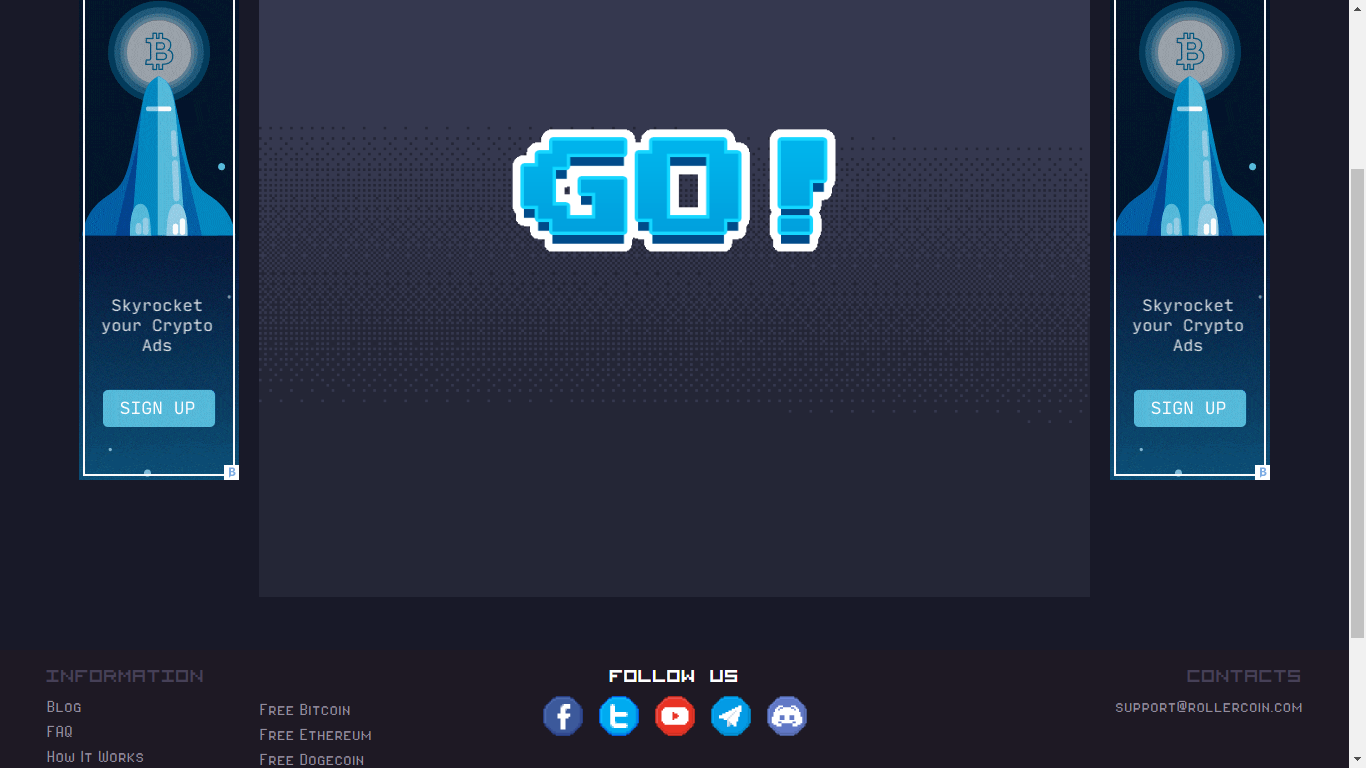 GO!
Skyrocket
your Crypto
Ads
SIGN UP
Skyrocket
your Crypto
Ads
SIGN UP
INFORMATION
Blog
FAQ
How It Works
Free Bitcoin
Free Ethereum
Free Dogecoin
FOLLOW US
CONTACTS
support@rollercoin.com